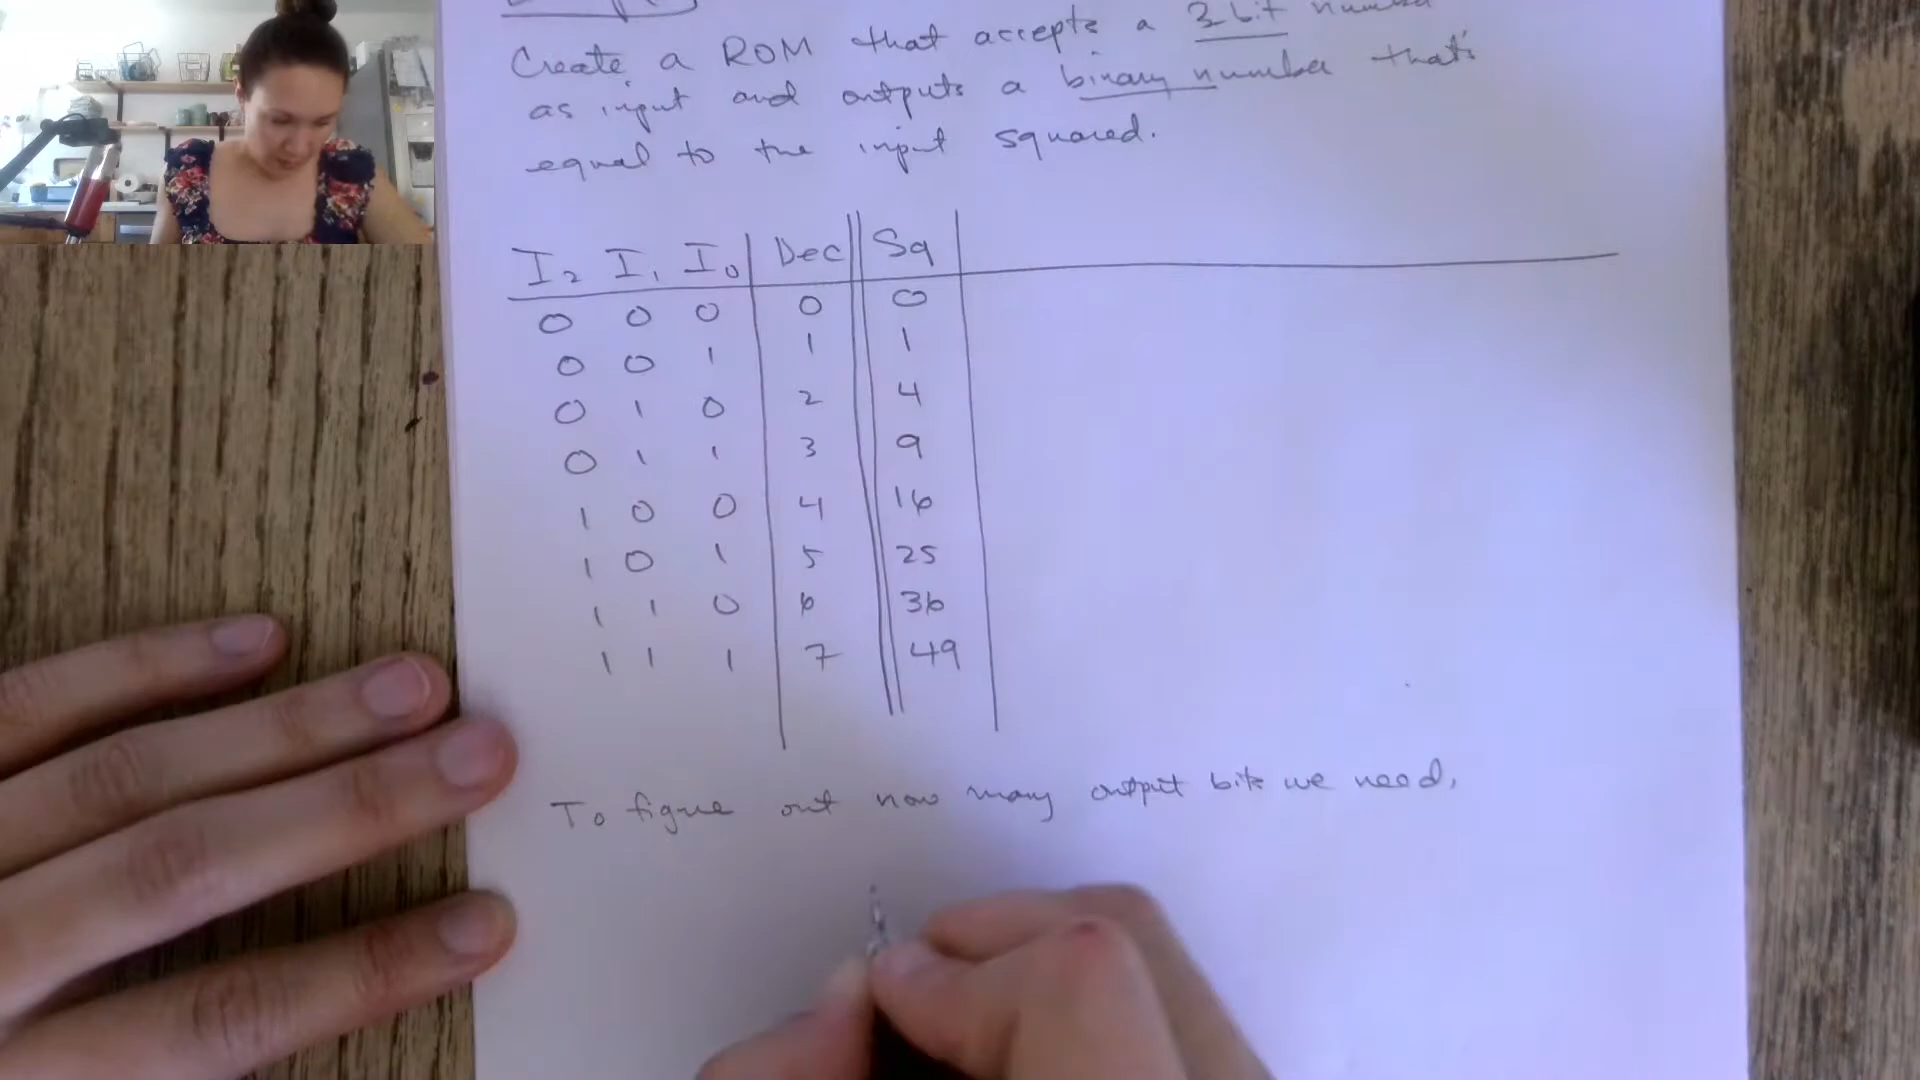 Create a ROM that accepts a 3 bit number
as input and outputs a binary number that's
equal to the input squared.
I2 I1 I0 Dec Sq
0 0 0 0 0
0 0 1 1 1
0 1 0 2 4
0 1 1 3 9
1 0 0 4 16
1 0 1 5 25
1 1 0 6 36
1 1 1 7 49
To figure out how many output bits we need,